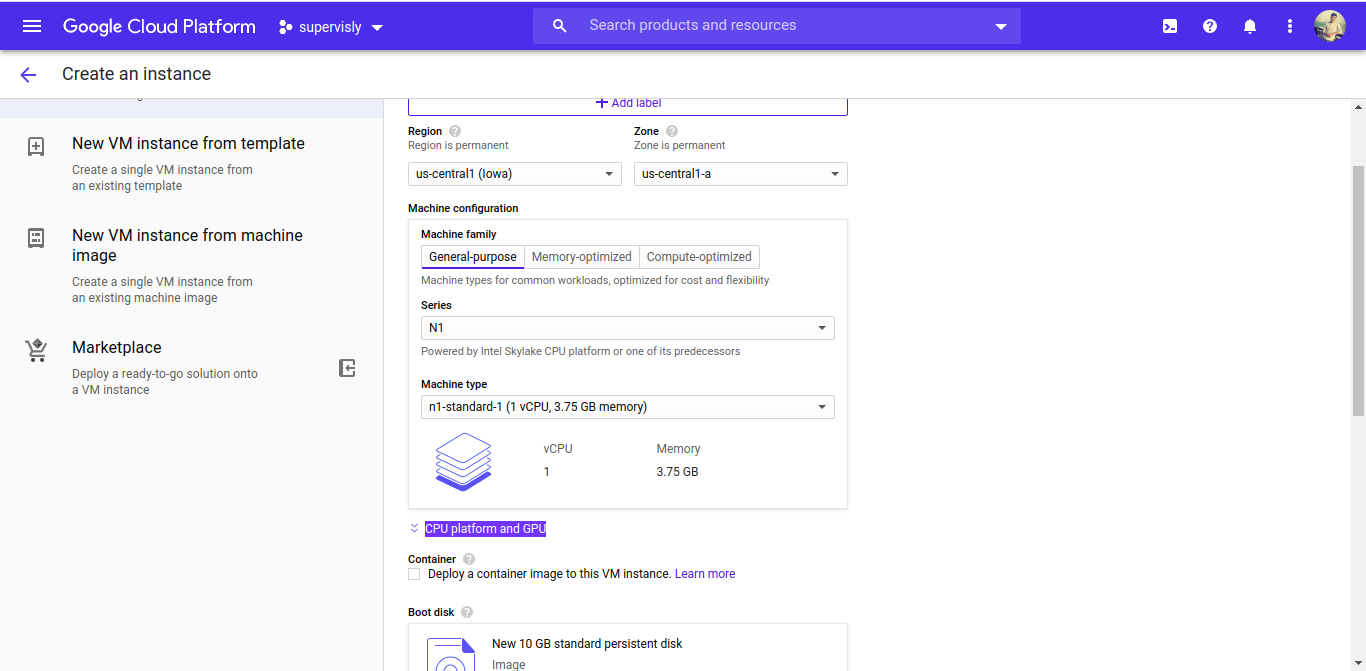 Google Cloud Platform
supervisly
Search products and resources
Create an instance
New VM instance from template
Create a single VM instance from
an existing template
New VM instance from machine
image
Create a single VM instance from
an existing machine image
Marketplace
Deploy a ready-to-go solution onto
a VM instance
Add label
Region
Region is permanent
us-central1 (Iowa)
Zone
Zone is permanent
us-central1-a
Machine configuration
Machine family
General-purpose
Memory-optimized
Compute-optimized
Machine types for common workloads, optimized for cost and flexibility
Series
N1
Powered by Intel Skylake CPU platform or one of its predecessors
Machine type
n1-standard-1 (1 vCPU, 3.75 GB memory)
vCPU
1
Memory
3.75 GB
CPU platform and GPU
Container
Deploy a container image to this VM instance. Learn more
Boot disk
New 10 GB standard persistent disk
Image